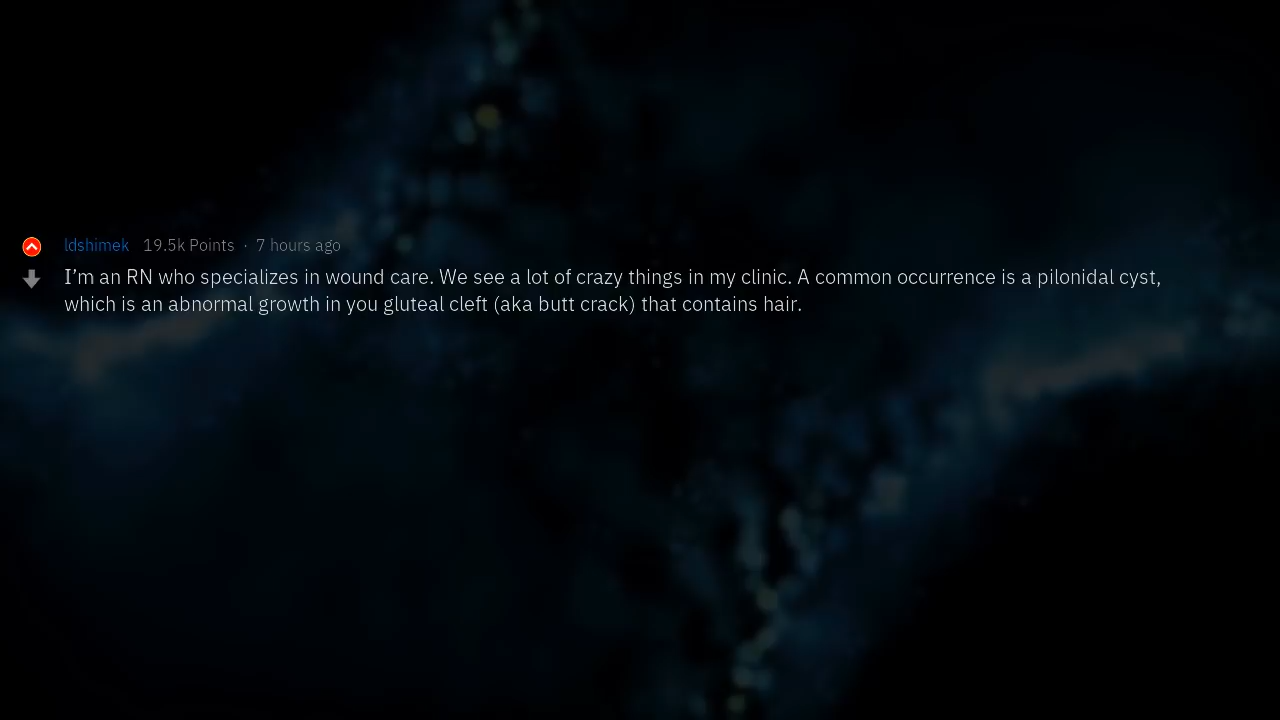 ldshimek 19.5k Points · 7 hours ago
I’m an RN who specializes in wound care. We see a lot of crazy things in my clinic. A common occurrence is a pilonidal cyst,
which is an abnormal growth in you gluteal cleft (aka butt crack) that contains hair.